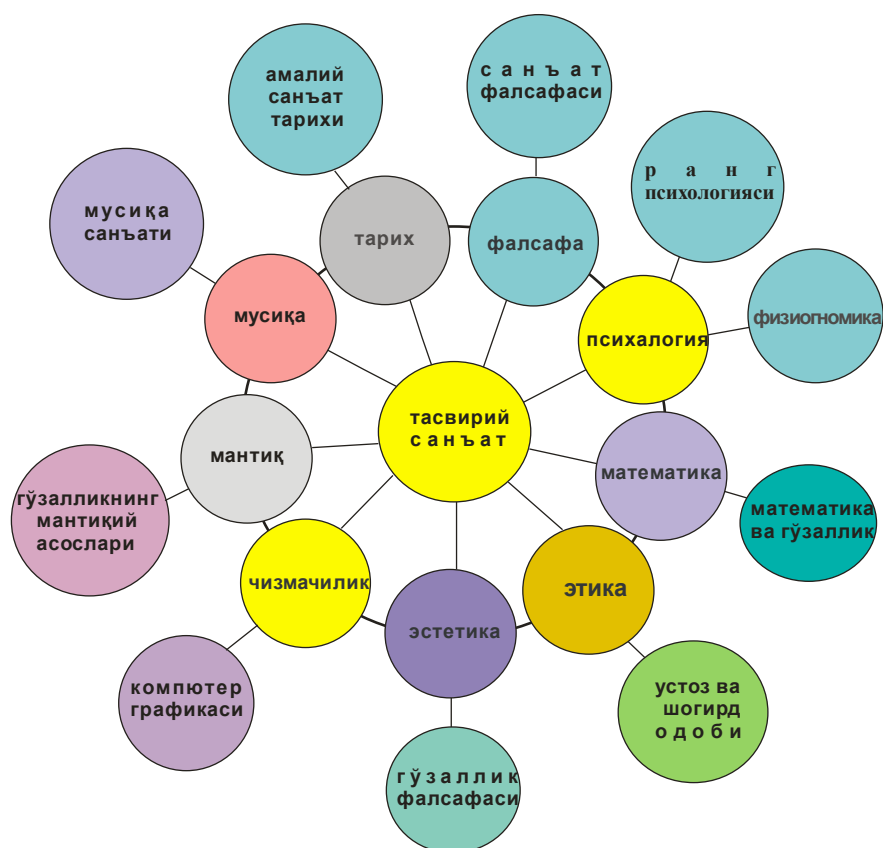 амалий
санъат
тарихи
санъат
фалсафаси
ранг
психологияси
мусиқа
санъати
тарих
фалсафа
мусиқа
психалогия
физиогномика
тасвирий
санъат
мантиқ
математика
гўзалликнинг
мантиқий
асослари
математика
ва гўзаллик
чизмачилик
этика
эстетика
компютер
графикаси
устоз ва
шогирд
одоби
гўзаллик
фалсафаси